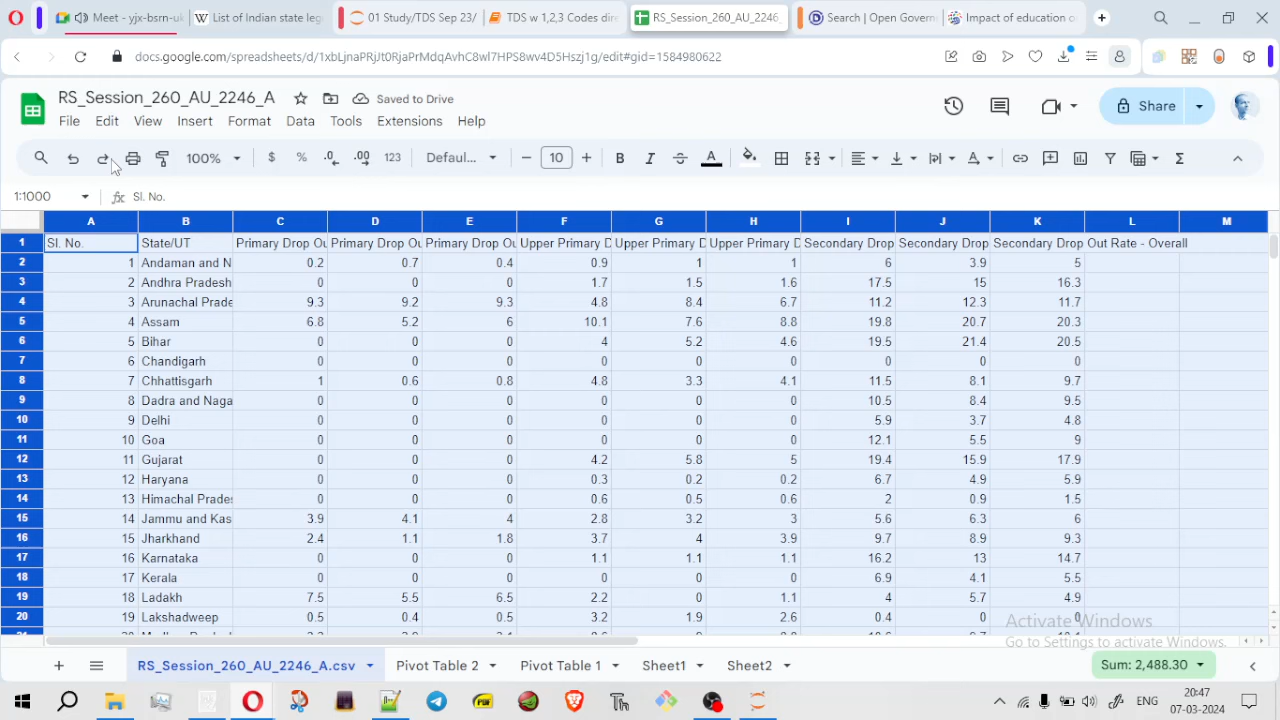 Meet - yjx-bsrn-uk
List of Indian state leg
01 Study/TDS Sep 23/
TDS w 1,2,3 Codes dire
RS_Session_260_AU_2246_
Search | Open Govern
Impact of education o
docs.google.com/spreadsheets/d/1xbLjnaPRjJt0RjaPrMdqAvhC8wl7HPS8wv4D5Hszj1g/edit#gid=1584980622
RS_Session_260_AU_2246_A
Saved to Drive
Share
File Edit View Insert Format Data Tools Extensions Help
100% $ % .0 .00 123 Defaul... 10 B I A
1:1000 fx Sl. No.
A B C D E F G H I J K L M
1 Sl. No. State/UT Primary Drop Ou Primary Drop Ou Primary Drop Ou Upper Primary D Upper Primary D Upper Primary D Secondary Drop Secondary Drop Secondary Drop Out Rate - Overall
2 1 Andaman and N 0.2 0.7 0.4 0.9 1 1 6 3.9 5
3 2 Andhra Pradesh 0 0 0 1.7 1.5 1.6 17.5 15 16.3
4 3 Arunachal Prade 9.3 9.2 9.3 4.8 8.4 6.7 11.2 12.3 11.7
5 4 Assam 6.8 5.2 6 10.1 7.6 8.8 19.8 20.7 20.3
6 5 Bihar 0 0 0 4 5.2 4.6 19.5 21.4 20.5
7 6 Chandigarh 0 0 0 0 0 0 0 0 0
8 7 Chhattisgarh 1 0.6 0.8 4.8 3.3 4.1 11.5 8.1 9.7
9 8 Dadra and Naga 0 0 0 0 0 0 10.5 8.4 9.5
10 9 Delhi 0 0 0 0 0 0 5.9 3.7 4.8
11 10 Goa 0 0 0 0 0 0 12.1 5.5 9
12 11 Gujarat 0 0 0 4.2 5.8 5 19.4 15.9 17.9
13 12 Haryana 0 0 0 0.3 0.2 0.2 6.7 4.9 5.9
14 13 Himachal Prades 0 0 0 0.6 0.5 0.6 2 0.9 1.5
15 14 Jammu and Kas 3.9 4.1 4 2.8 3.2 3 5.6 6.3 6
16 15 Jharkhand 2.4 1.1 1.8 3.7 4 3.9 9.7 8.9 9.3
17 16 Karnataka 0 0 0 1.1 1.1 1.1 16.2 13 14.7
18 17 Kerala 0 0 0 0 0 0 6.9 4.1 5.5
19 18 Ladakh 7.5 5.5 6.5 2.2 0 1.1 4 5.7 4.9
20 19 Lakshadweep 0.5 0.4 0.5 3.2 1.9 2.6 0.4 0 0
Activate Windows
Go to Settings to activate Windows.
RS_Session_260_AU_2246_A.csv Pivot Table 2 Pivot Table 1 Sheet1 Sheet2 Sum: 2,488.30
ENG
20:47
07-03-2024